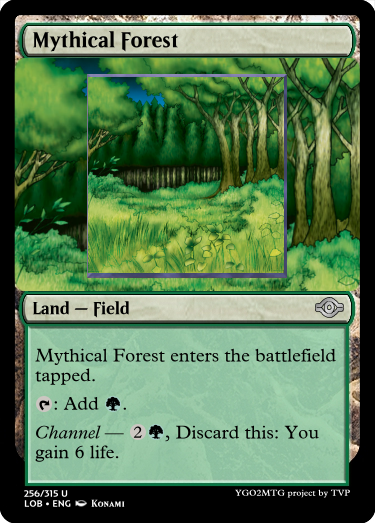 Mythical Forest
Land — Field
Mythical Forest enters the battlefield
tapped.
: Add .
Channel — 2 , Discard this: You
gain 6 life.
256/315 U
LOB • ENG Konami
YGO2MTG project by TVP